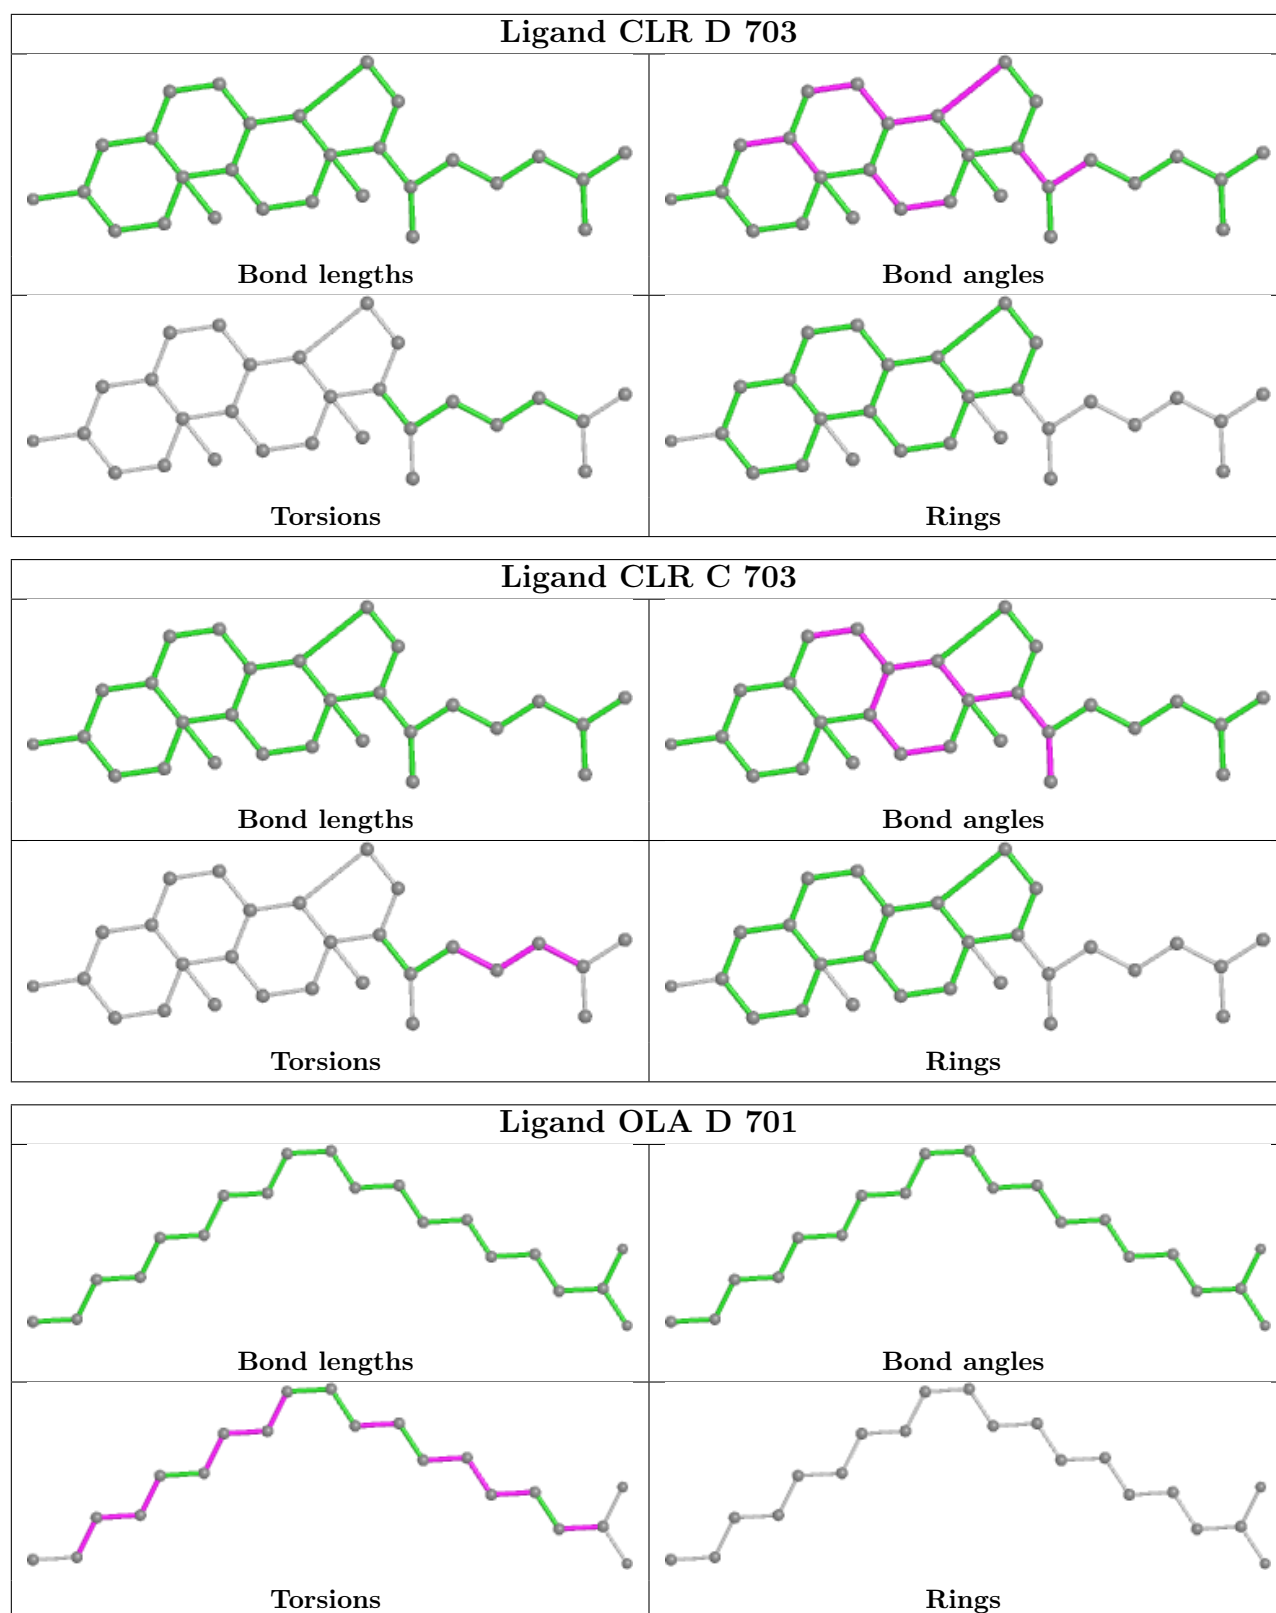 Ligand CLR D 703
Bond lengths
Bond angles
Torsions
Rings
Ligand CLR C 703
Bond lengths
Bond angles
Torsions
Rings
Ligand OLA D 701
Bond lengths
Bond angles
Torsions
Rings